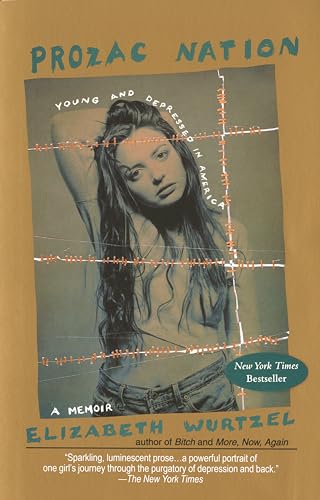 PROZAC NATION
YOUNG AND DEPRESSED IN AMERICA
New York Times
Bestseller
A MEMOIR
ELIZABETH WURTZEL
author of Bitch and More, Now, Again
"Sparkling, luminescent prose...a powerful portrait of
one girl's journey through the purgatory of depression and back."
—The New York Times